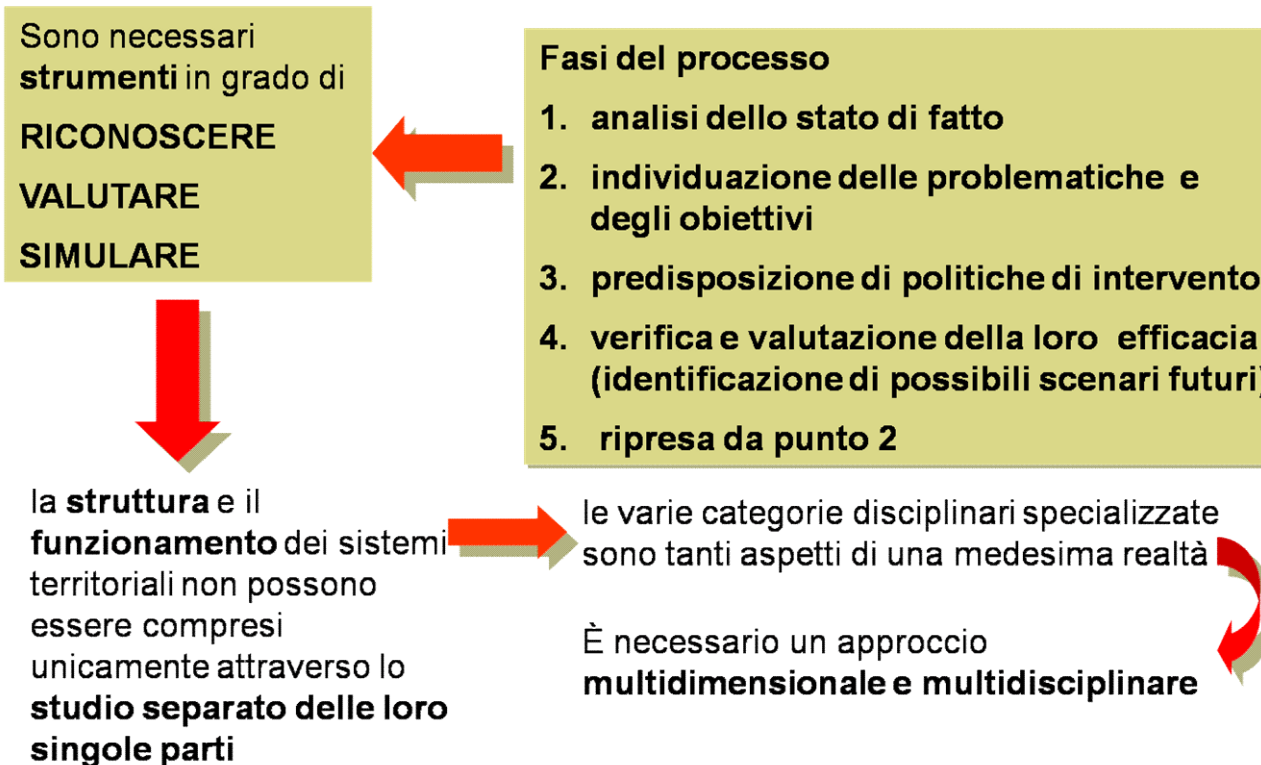 Sono necessari
strumenti in grado di
RICONOSCERE
VALUTARE
SIMULARE
Fasi del processo
1. analisi dello stato di fatto
2. individuazione delle problematiche e
degli obiettivi
3. predisposizione di politiche di intervento
4. verifica e valutazione della loro efficacia
(identificazione di possibili scenari futuri)
5. ripresa da punto 2
la struttura e il
funzionamento dei sistemi
territoriali non possono
essere compresi
unicamente attraverso lo
studio separato delle loro
singole parti
le varie categorie disciplinari specializzate
sono tanti aspetti di una medesima realtà
È necessario un approccio
multidimensionale e multidisciplinare